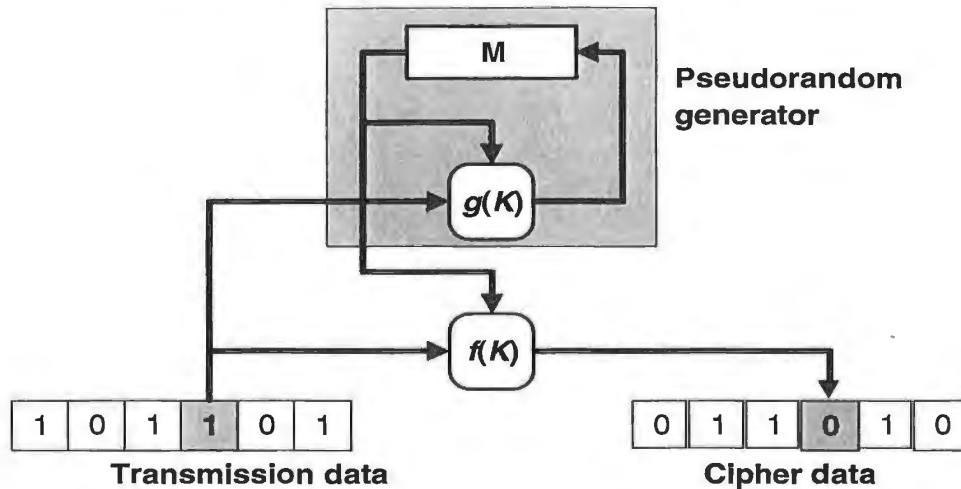 M
Pseudorandom
generator
g(K)
f(K)
1 0 1 1 0 1
0 1 1 0 1 0
Transmission data
Cipher data